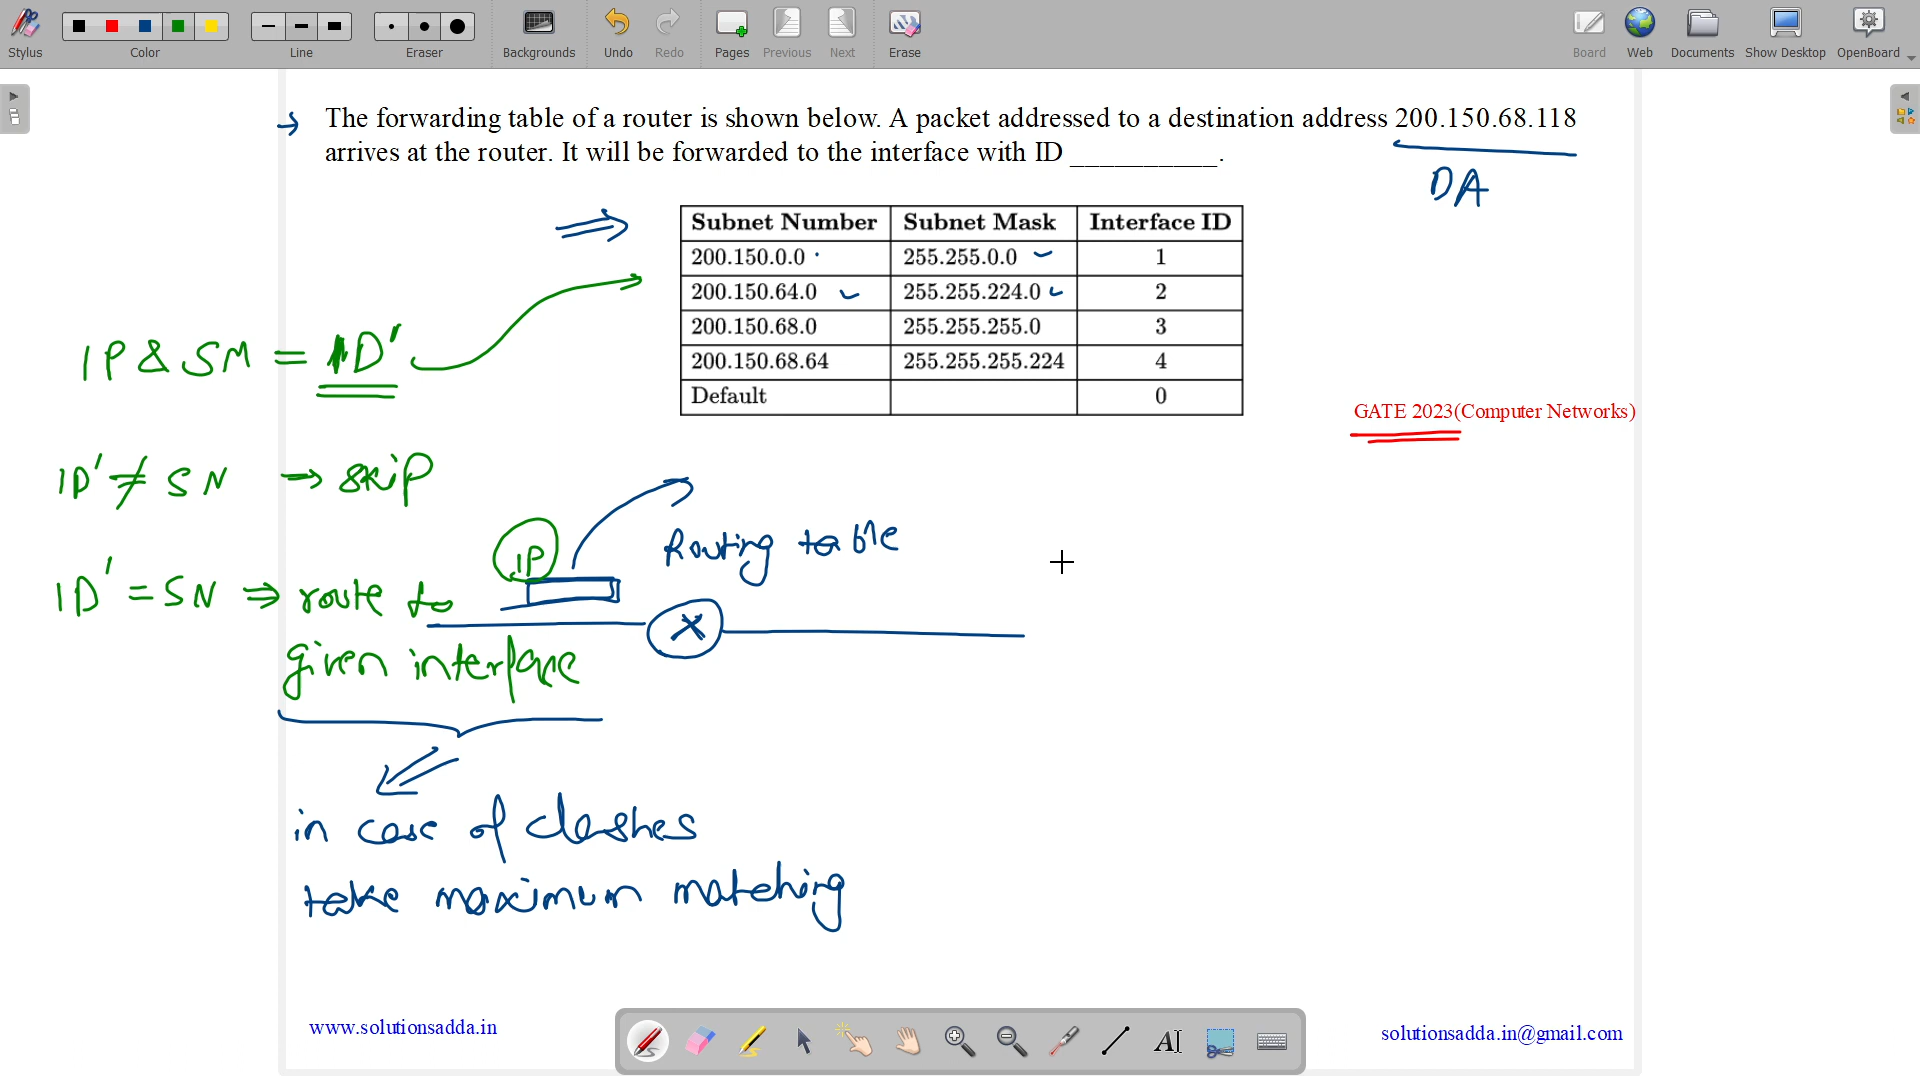 Stylus
Color
Line
Eraser
Backgrounds
Undo
Redo
Pages
Previous
Next
Erase
Board
Web
Documents
Show Desktop
OpenBoard
The forwarding table of a router is shown below. A packet addressed to a destination address 200.150.68.118
arrives at the router. It will be forwarded to the interface with ID __________.
DA
Subnet Number Subnet Mask Interface ID
200.150.0.0 255.255.0.0 1
200.150.64.0 255.255.224.0 2
200.150.68.0 255.255.255.0 3
200.150.68.64 255.255.255.224 4
Default 0
GATE 2023(Computer Networks)
IP & SM = ID'
ID' ≠ SN → skip
IP
Routing table
ID' = SN ⇒ route to
given interface
in case of clashes
take maximum matching
www.solutionsadda.in
solutionsadda.in@gmail.com